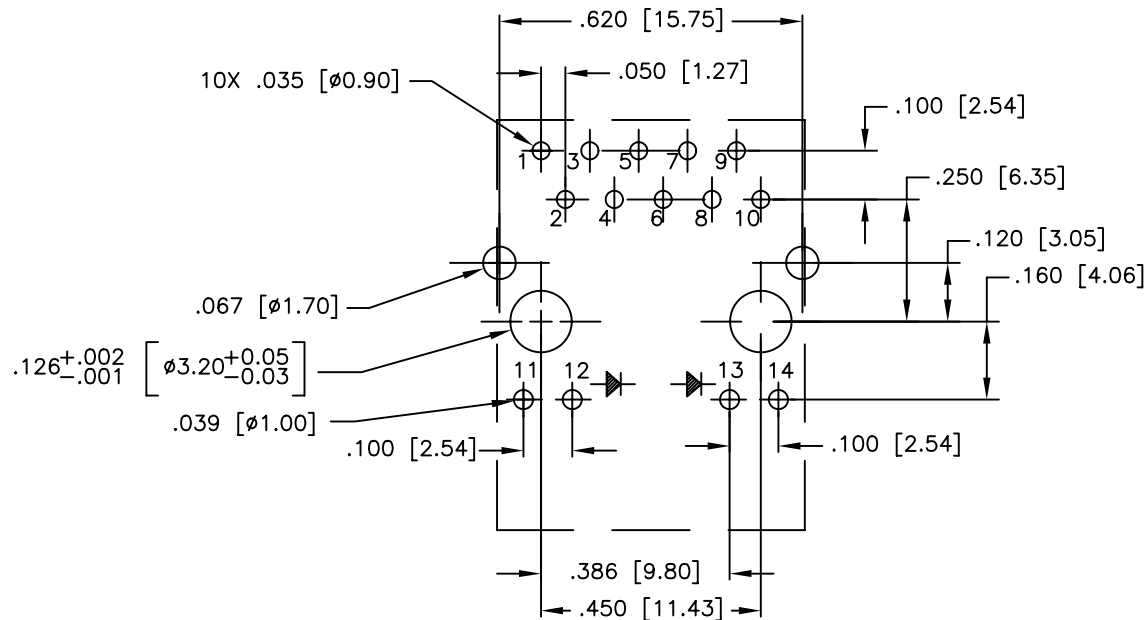 .620 [15.75]
10X .035 [ø0.90]
.050 [1.27]
.100 [2.54]
1 3 5 7 9
.250 [6.35]
2 4 6 8 10
.120 [3.05]
.160 [4.06]
.067 [ø1.70]
.126 +.002 -.001 [ø3.20 +0.05 -0.03]
11 12 13 14
.039 [ø1.00]
.100 [2.54]
.100 [2.54]
.386 [9.80]
.450 [11.43]